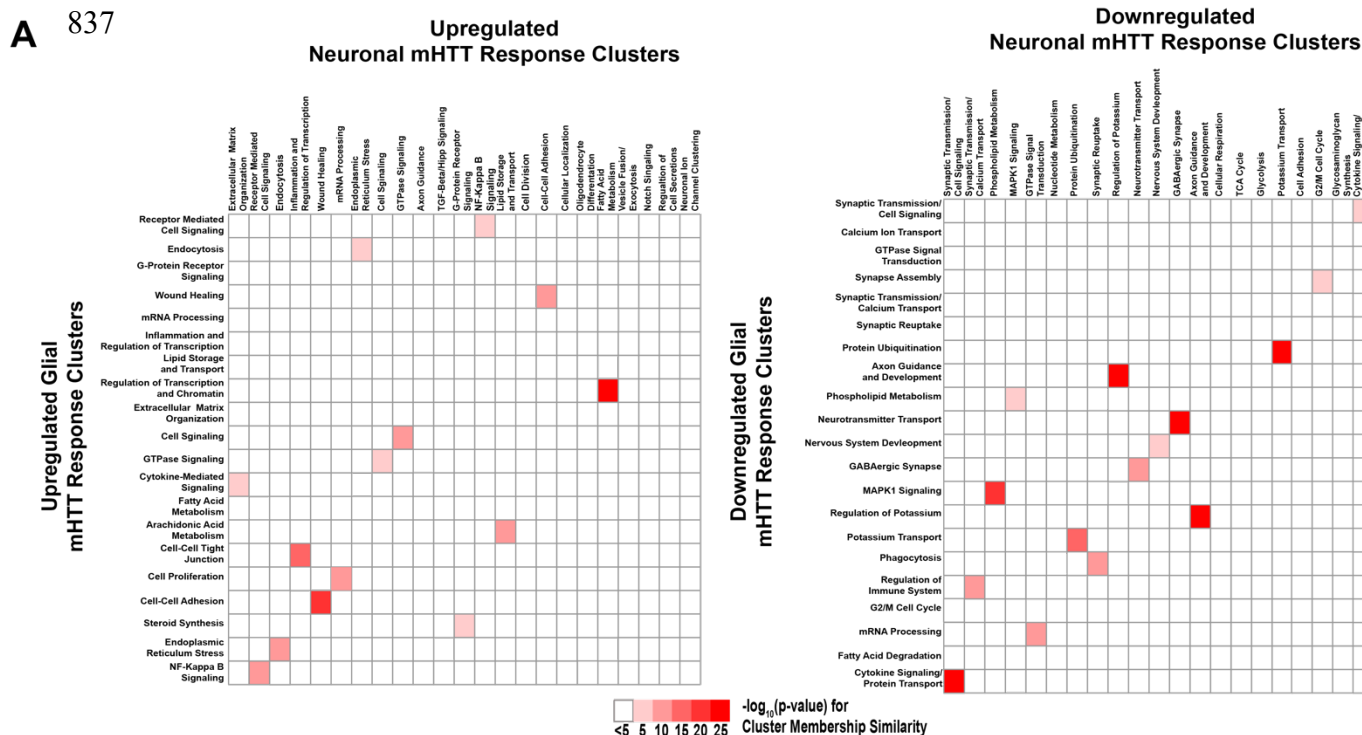 A
837
Upregulated
Neuronal mHTT Response Clusters
Extracellular Matrix
Organization
Receptor Mediated
Cell Signaling
Endocytosis
Inflammation and
Regulation of Transcription
Wound Healing
mRNA Processing
Endoplasmic
Reticulum Stress
Cell Sginaling
GTPase Signaling
Axon Guidance
TGF-Beta/Hipp Signaling
G-Protein Receptor
Signaling
NF-Kappa B
Signaling
Lipid Storage
and Transport
Cell Division
Cell-Cell Adhesion
Cellular Localization
Oligodendrocyte
Differentiation
Fatty Acid
Metabolism
Vesicle Fusion/
Exocytosis
Notch Singaling
Regulition of
Cell Secretions
Neuronal Ion
Channel Clustering
Upregulated Glial
mHTT Response Clusters
Receptor Mediated
Cell Signaling
Endocytosis
G-Protein Receptor
Signaling
Wound Healing
mRNA Processing
Inflammation and
Regulation of Transcription
Lipid Storage
and Transport
Regulation of Transcription
and Chromatin
Extracellular Matrix
Organization
Cell Sginaling
GTPase Signaling
Cytokine-Mediated
Signaling
Fatty Acid
Metabolism
Arachidonic Acid
Metabolism
Cell-Cell Tight
Junction
Cell Proliferation
Cell-Cell Adhesion
Steroid Synthesis
Endoplasmic
Reticulum Stress
NF-Kappa B
Signaling
Downregulated
Neuronal mHTT Response Clusters
Synaptic Transmission/
Cell Signaling
Synaptic Transmission/
Calcium Transport
Phospholipid Metabolism
MAPK1 Signaling
GTPase Signal
Transduction
Nucleotide Metabolism
Protein Ubiquitination
Synaptic Reuptake
Regulation of Potassium
Neurotransmitter Transport
Nervous System Devleopment
GABAergic Synapse
Axon Guidance
and Development
Cellular Respiration
TCA Cycle
Glycolysis
Potassium Transport
Cell Adhesion
G2/M Cell Cycle
Glycosaminoglycan
Synthesis
Cytokine Signaling/
Downregulated Glial
mHTT Response Clusters
Synaptic Transmission/
Cell Signaling
Calcium Ion Transport
GTPase Signal
Transduction
Synapse Assembly
Synaptic Transmission/
Calcium Transport
Synaptic Reuptake
Protein Ubiquitination
Axon Guidance
and Development
Phospholipid Metabolism
Neurotransmitter Transport
Nervous System Devleopment
GABAergic Synapse
MAPK1 Signaling
Regulation of Potassium
Potassium Transport
Phagocytosis
Regulation of
Immune System
G2/M Cell Cycle
mRNA Processing
Fatty Acid Degradation
Cytokine Signaling/
Protein Transport
<5 5 10 15 20 25
-log10(p-value) for
Cluster Membership Similarity